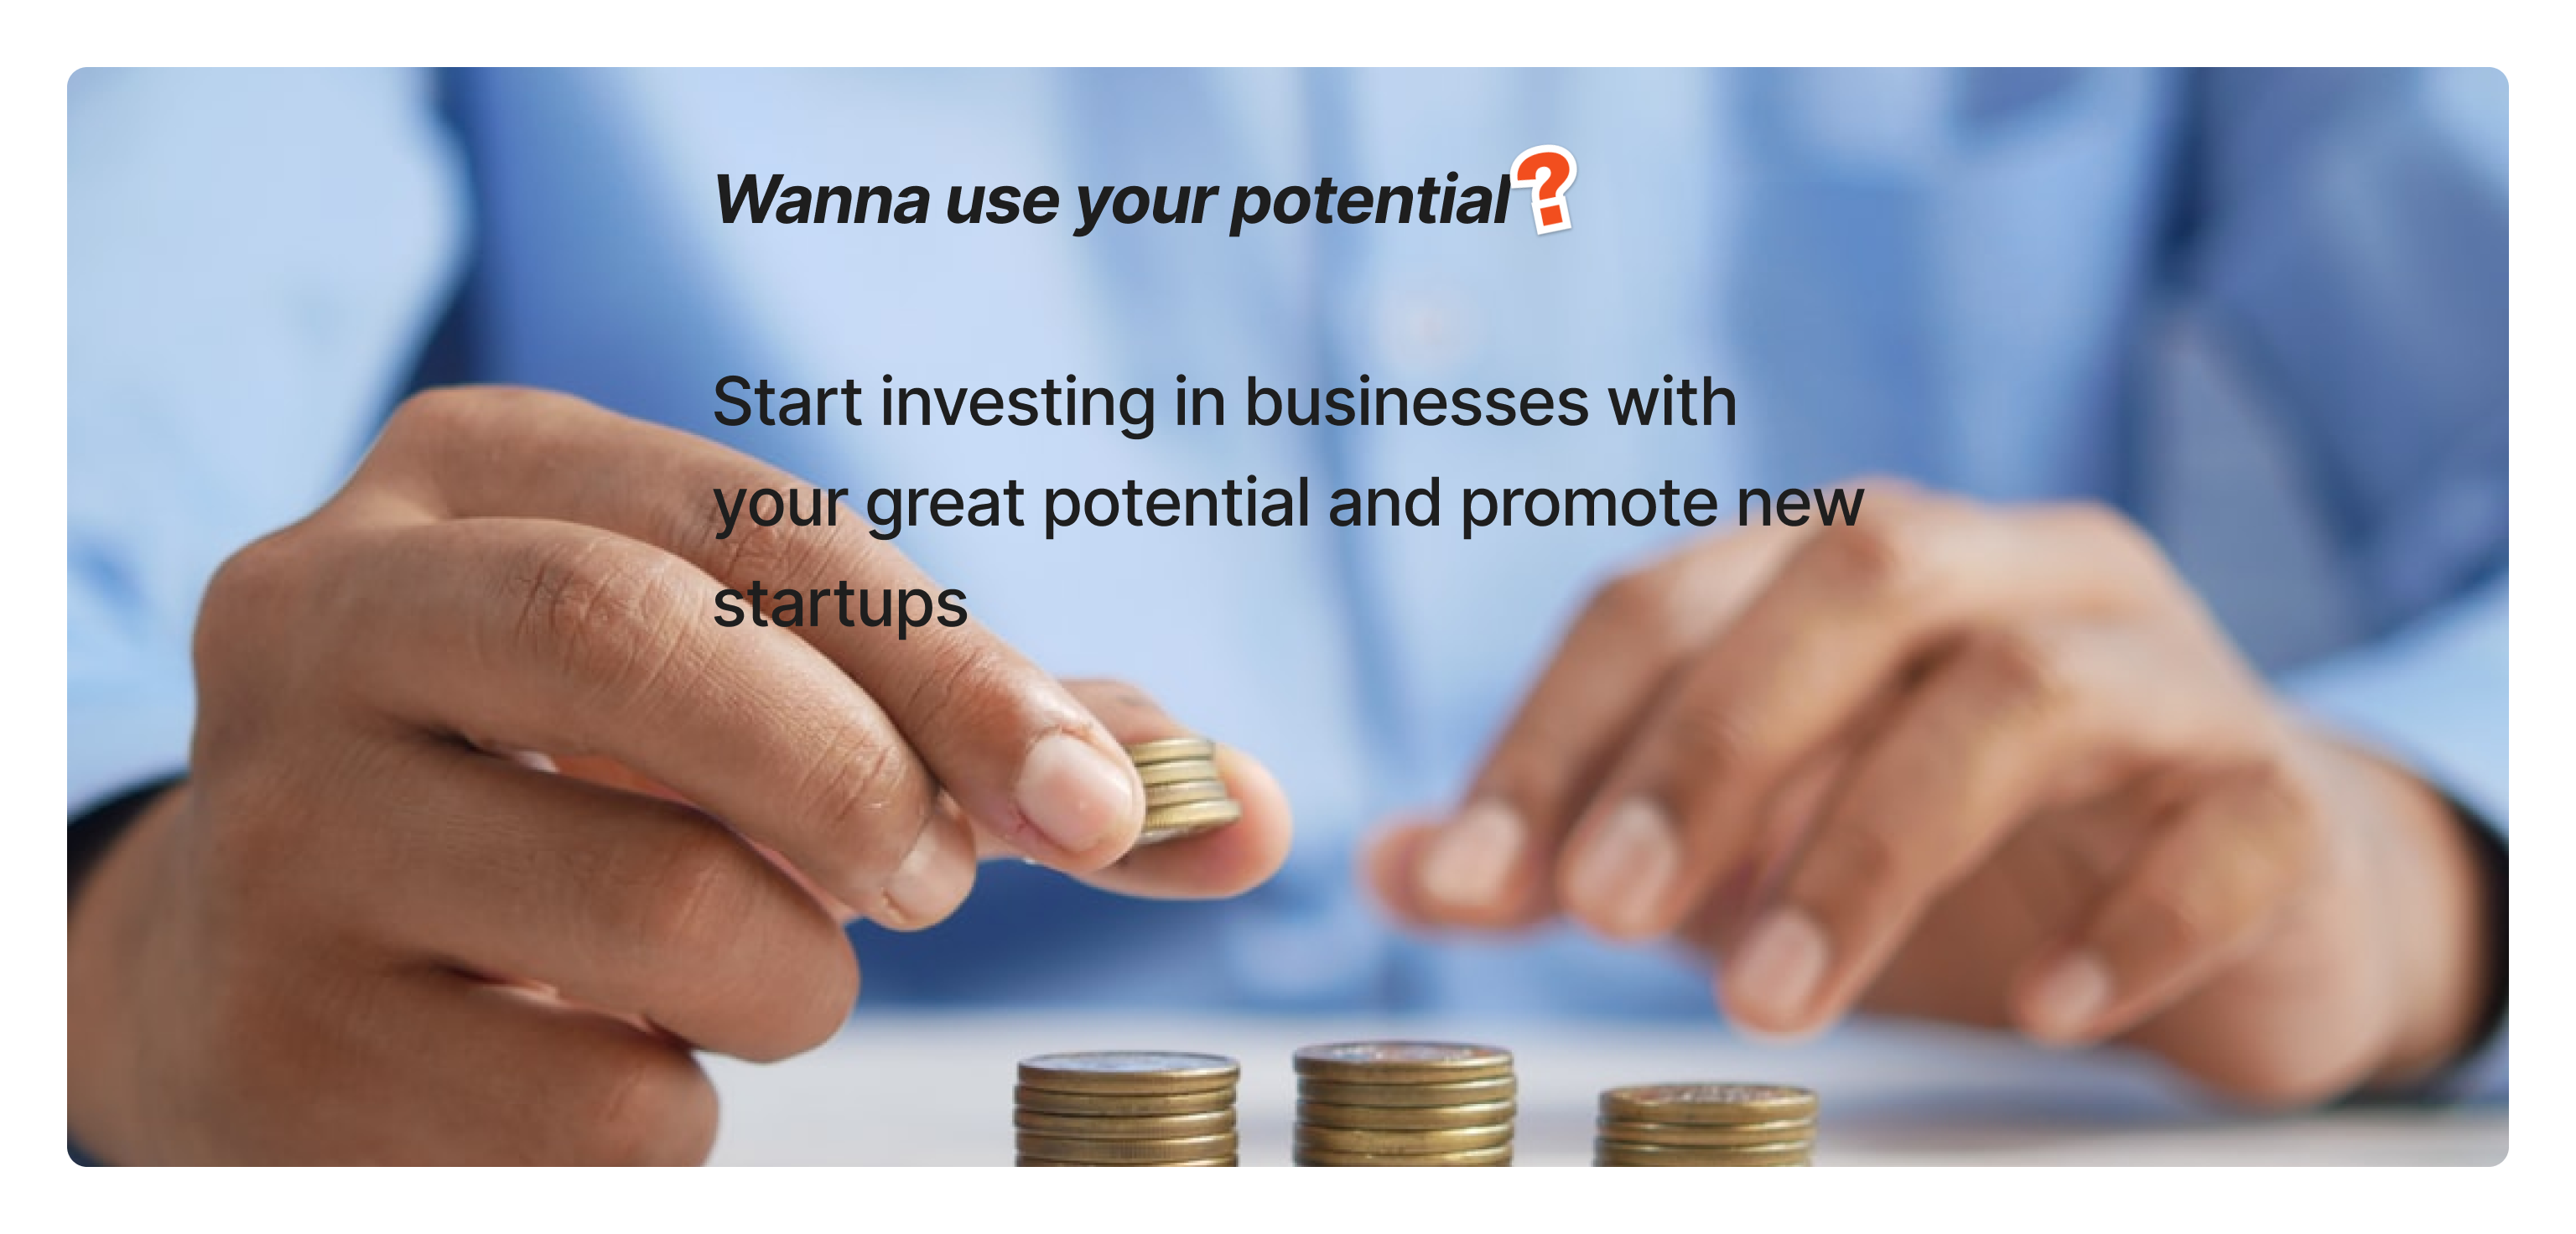 Wanna use your potential?
Start investing in businesses with
your great potential and promote new
startups